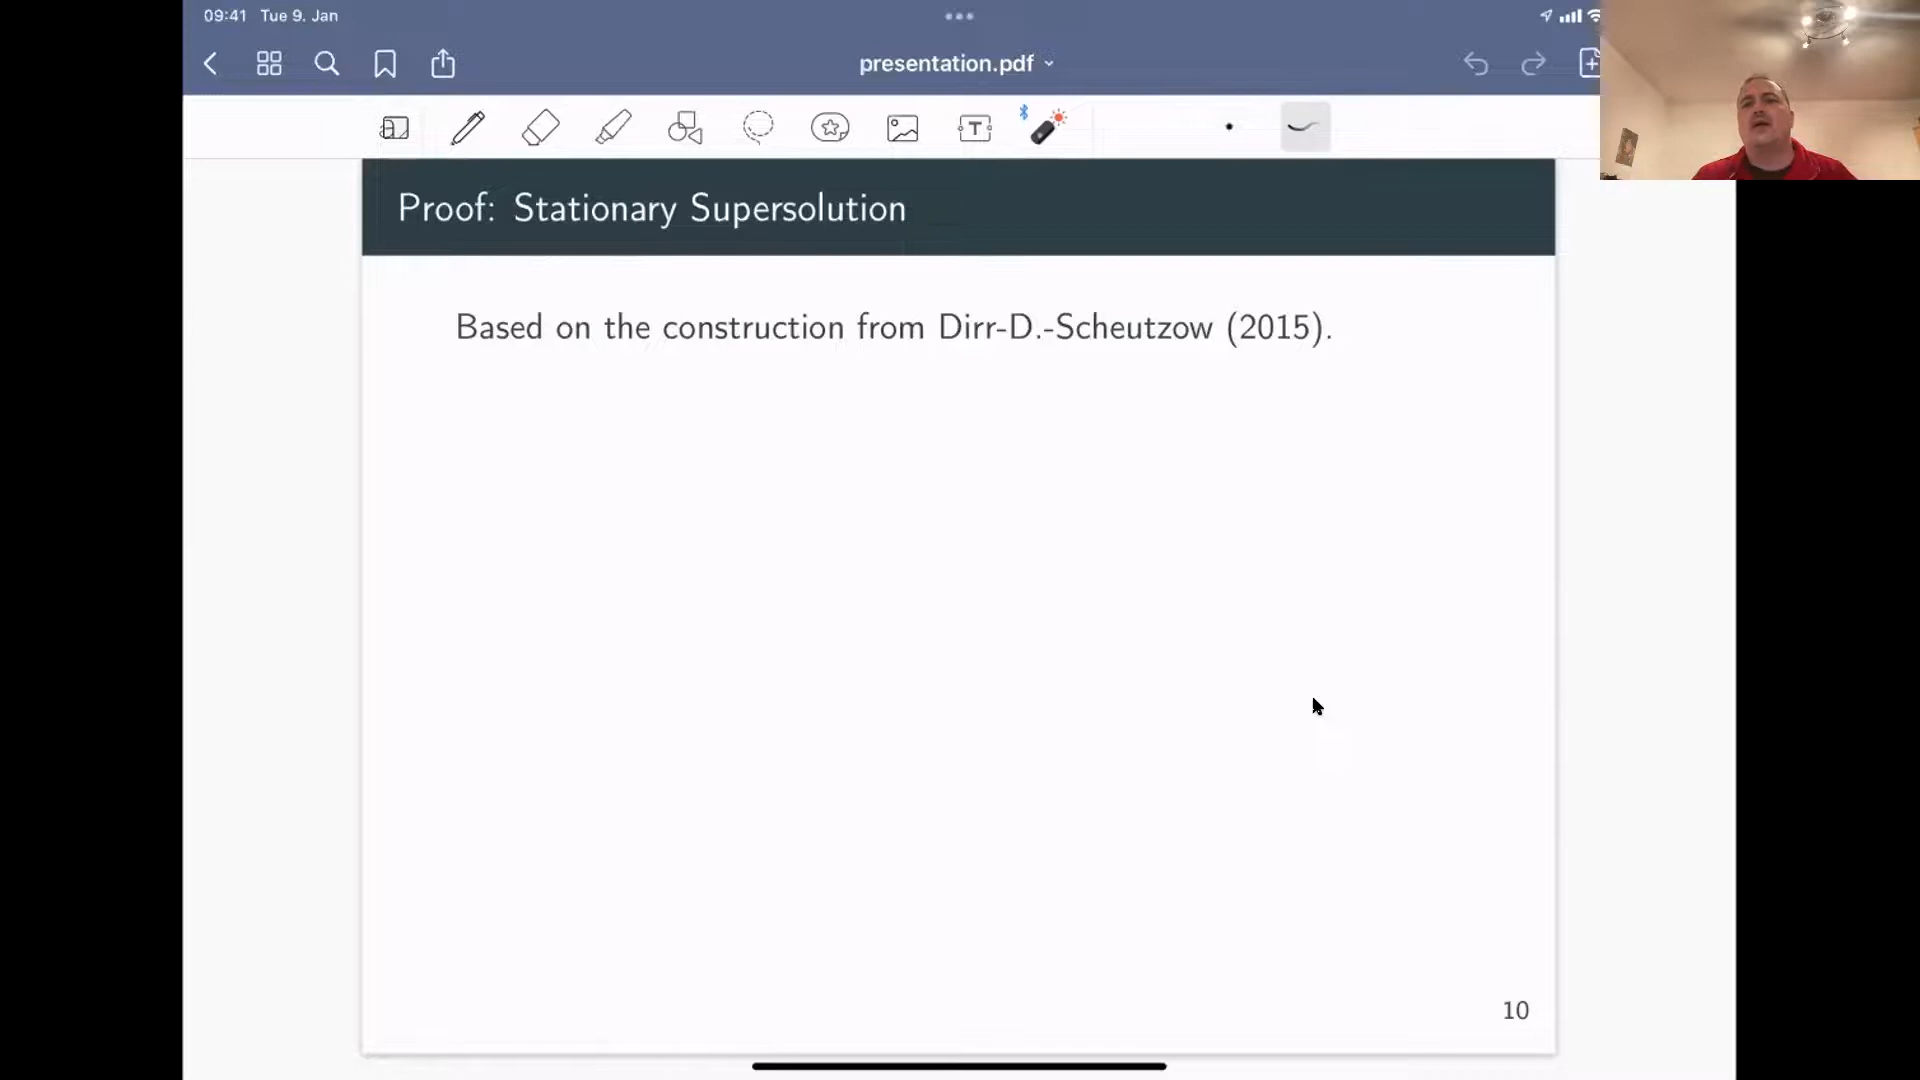 09:41 Tue 9. Jan
presentation.pdf
T
Proof: Stationary Supersolution
Based on the construction from Dirr-D.-Scheutzow (2015).
10